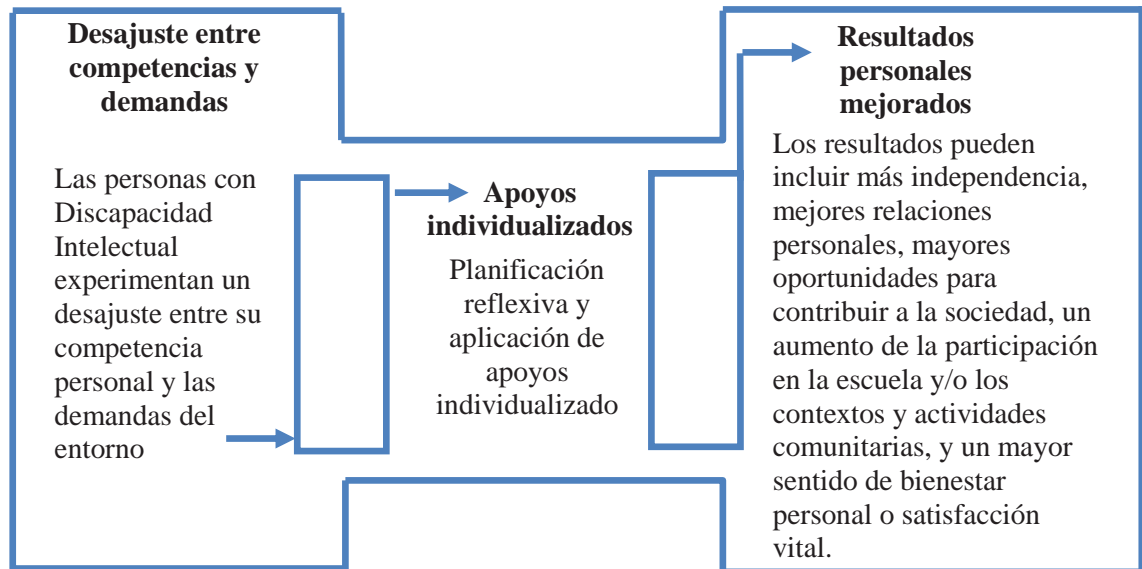 Desajuste entre
competencias y
demandas
Las personas con
Discapacidad
Intelectual
experimentan un
desajuste entre su
competencia
personal y las
demandas del
entorno
Apoyos
individualizados
Planificación
reflexiva y
aplicación de
apoyos
individualizado
Resultados
personales
mejorados
Los resultados pueden
incluir más independencia,
mejores relaciones
personales, mayores
oportunidades para
contribuir a la sociedad, un
aumento de la participación
en la escuela y/o los
contextos y actividades
comunitarias, y un mayor
sentido de bienestar
personal o satisfacción
vital.